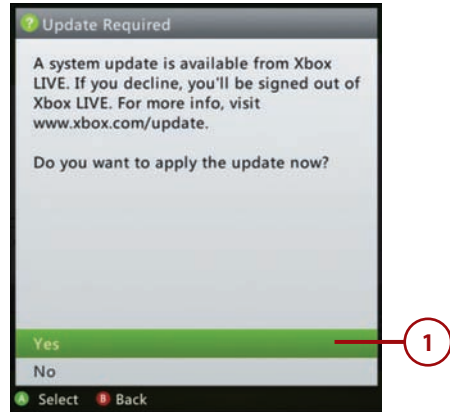 ? Update Required
A system update is available from Xbox
LIVE. If you decline, you'll be signed out of
Xbox LIVE. For more info, visit
www.xbox.com/update.
Do you want to apply the update now?
Yes
1
No
A Select B Back